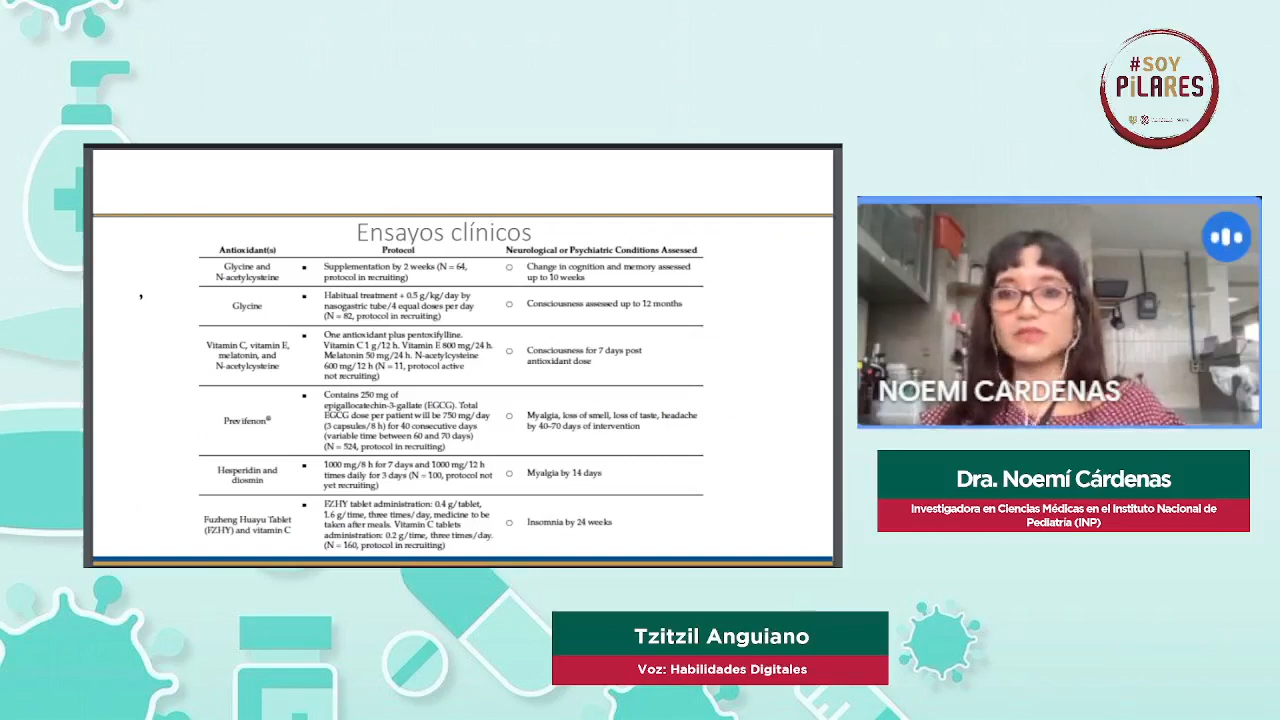 #SOY
PiLARES
Ensayos clínicos
Antioxidant(s) Protocol Neurological or Psychiatric Conditions Assessed
Glycine and
N-acetylcysteine
Supplementation by 2 weeks (N = 64,
protocol in recruiting)
Change in cognition and memory assessed
up to 10 weeks
Glycine
Habitual treatment + 0.5 g/kg/day by
nasogastric tube/4 equal doses per day
(N = 82, protocol in recruiting)
Consciousness assessed up to 12 months
Vitamin C, vitamin E,
melatonin, and
N-acetylcysteine
One antioxidant plus pentoxifylline.
Vitamin C 1 g/12 h. Vitamin E 800 mg/24 h.
Melatonin 50 mg/24 h. N-acetylcysteine
600 mg/12 h (N = 11, protocol active
not recruiting)
Consciousness for 7 days post
antioxidant dose
Previfenon®
Contains 250 mg of
epigallocatechin-3-gallate (EGCG). Total
EGCG dose per patient will be 750 mg/day
(3 capsules/8 h) for 40 consecutive days
(variable time between 60 and 70 days)
(N = 524, protocol in recruiting)
Myalgia, loss of smell, loss of taste, headache
by 40–70 days of intervention
Hesperidin and
diosmin
1000 mg/8 h for 7 days and 1000 mg/12 h
times daily for 3 days (N = 100, protocol not
yet recruiting)
Myalgia by 14 days
Fuzheng Huayu Tablet
(FZHY) and vitamin C
FZHY tablet administration: 0.4 g/tablet,
1.6 g/time, three times/day, medicine to be
taken after meals. Vitamin C tablets
administration: 0.2 g/time, three times/day.
(N = 160, protocol in recruiting)
Insomnia by 24 weeks
NOEMI CARDENAS
Dra. Noemí Cárdenas
Investigadora en Ciencias Médicas en el Instituto Nacional de
Pediatría (INP)
Tzitzil Anguiano
Voz: Habilidades Digitales